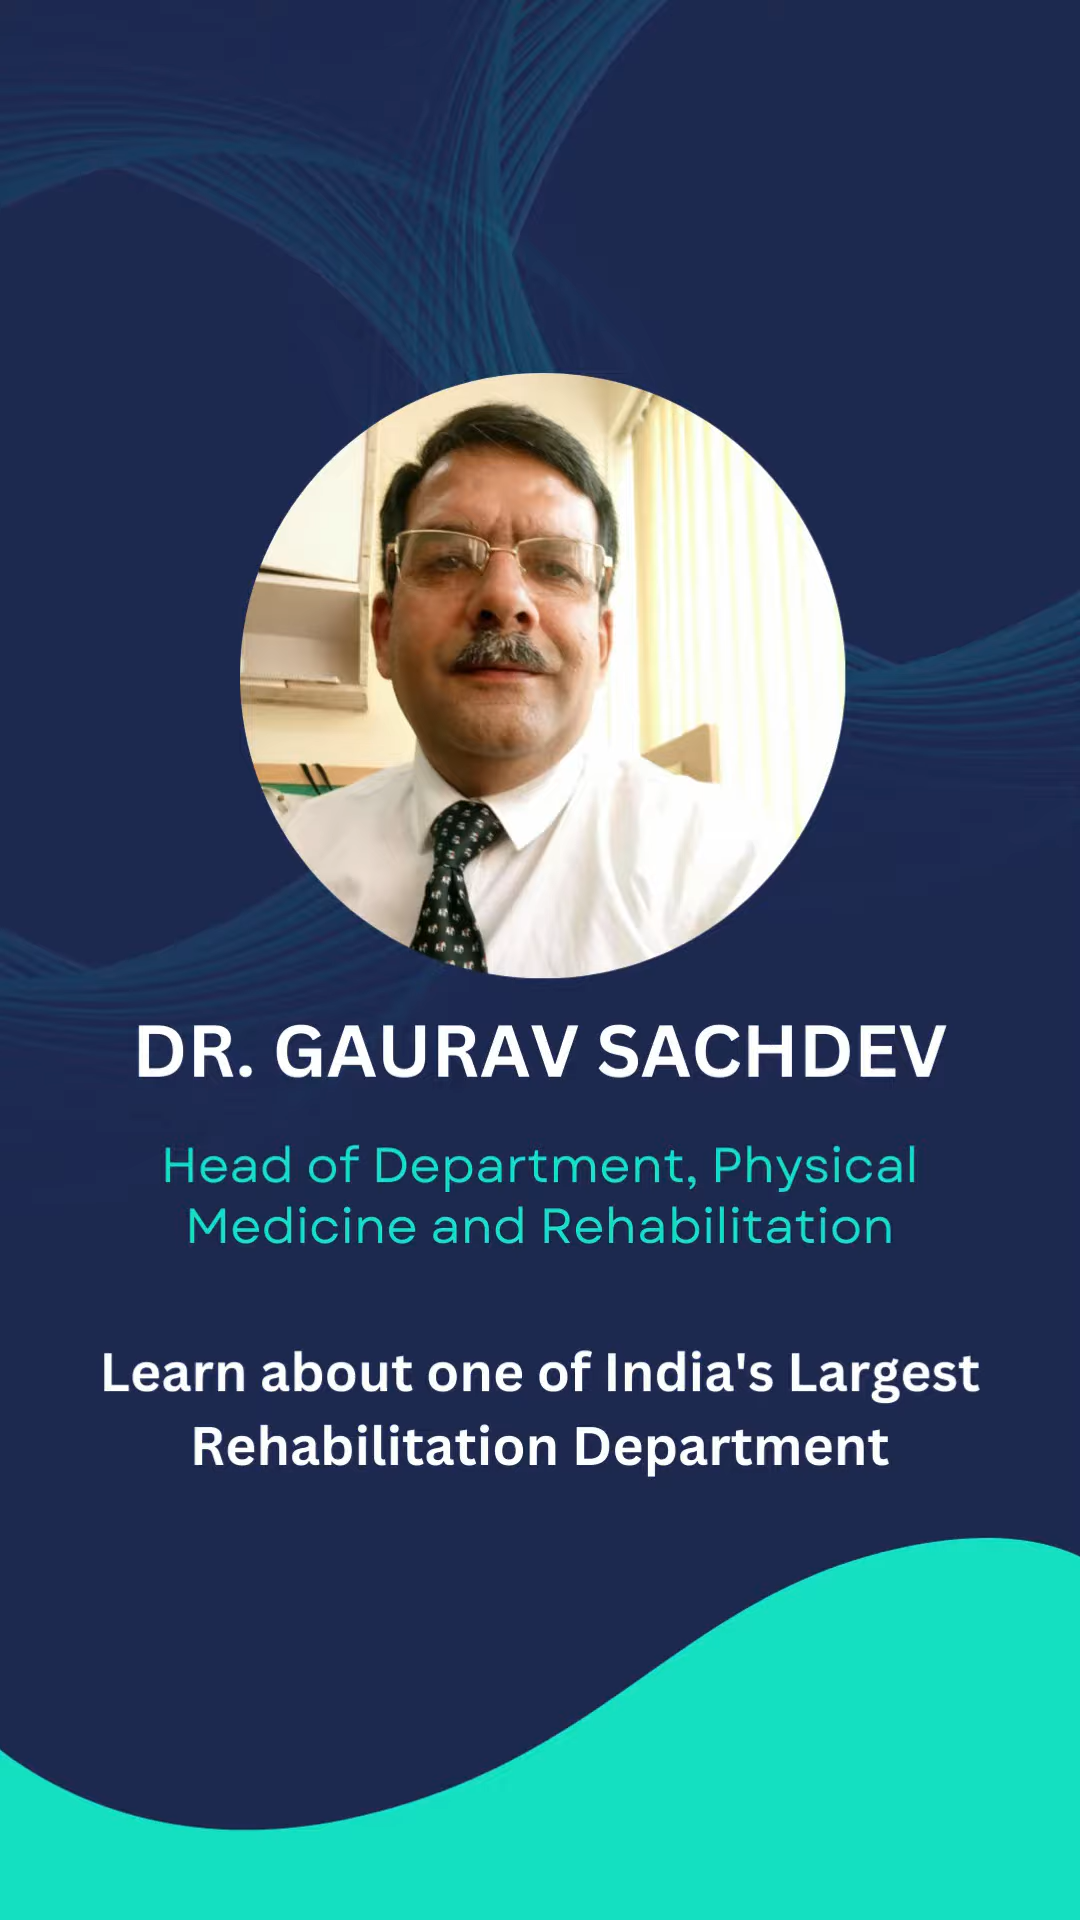 DR. GAURAV SACHDEV
Head of Department, Physical
Medicine and Rehabilitation
Learn about one of India's Largest
Rehabilitation Department